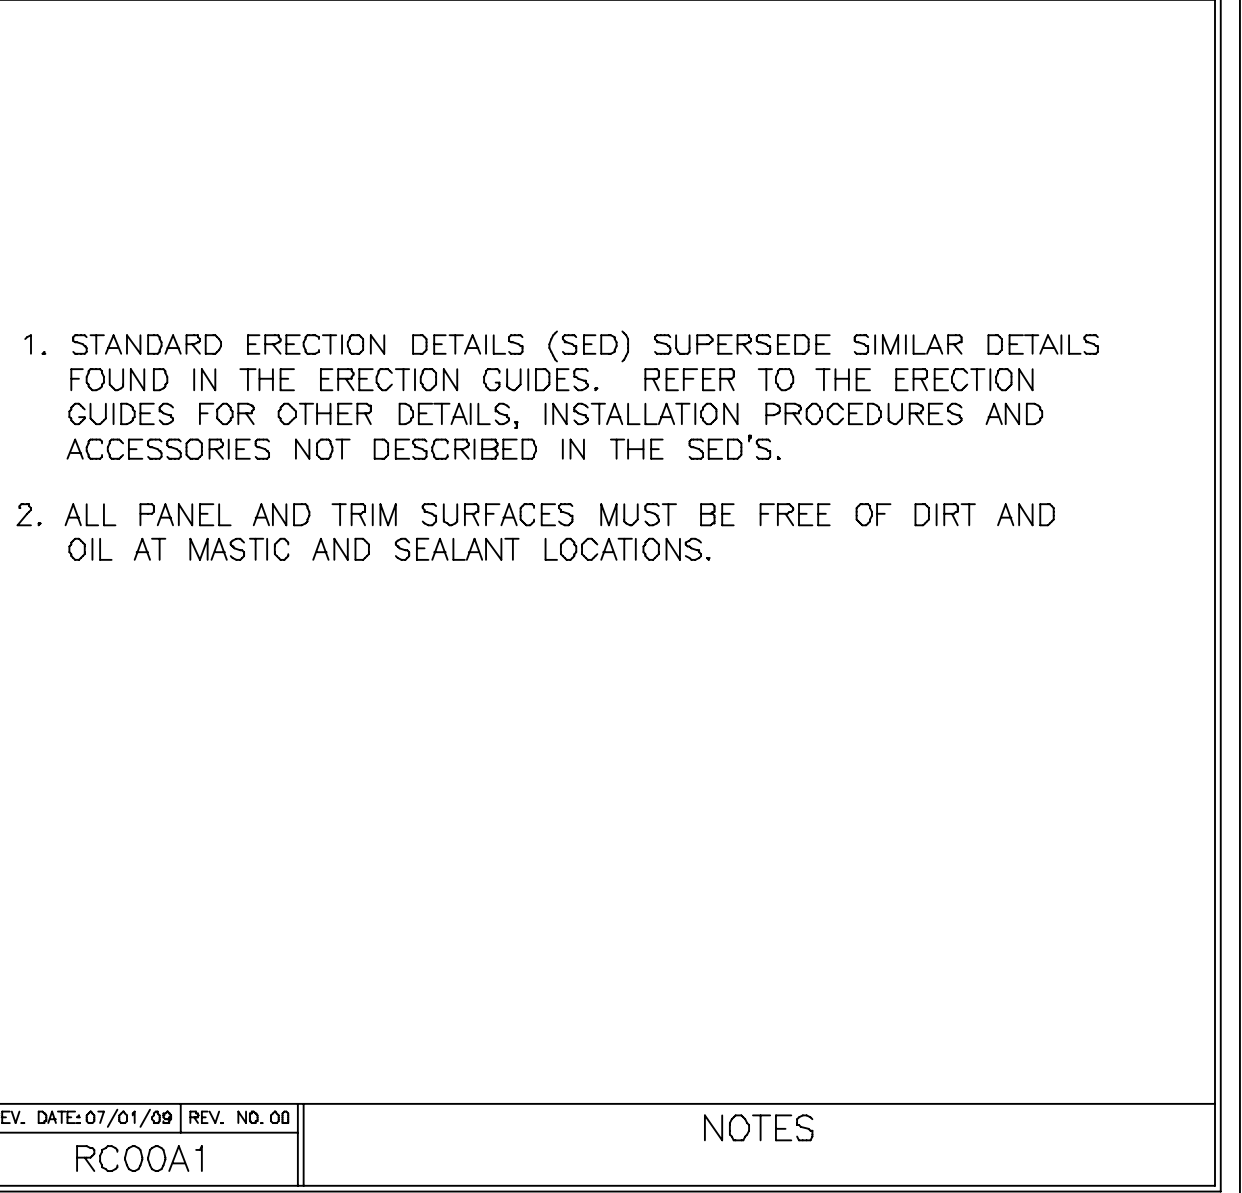 1. STANDARD ERECTION DETAILS (SED) SUPERSEDE SIMILAR DETAILS
FOUND IN THE ERECTION GUIDES. REFER TO THE ERECTION
GUIDES FOR OTHER DETAILS, INSTALLATION PROCEDURES AND
ACCESSORIES NOT DESCRIBED IN THE SED'S.
2. ALL PANEL AND TRIM SURFACES MUST BE FREE OF DIRT AND
OIL AT MASTIC AND SEALANT LOCATIONS.
EV. DATE: 07/01/09 REV. NO. 00
NOTES
RC00A1